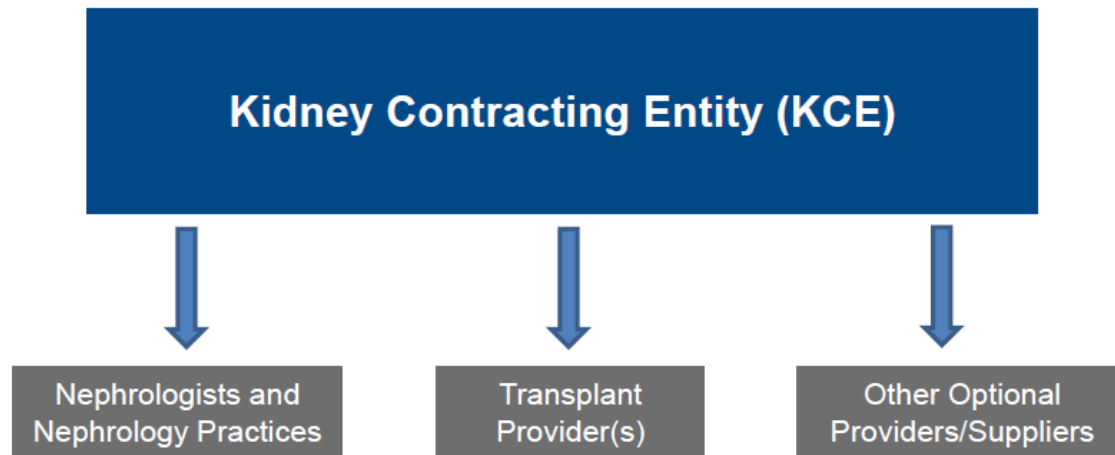 Kidney Contracting Entity (KCE)
Nephrologists and
Nephrology Practices
Transplant
Provider(s)
Other Optional
Providers/Suppliers